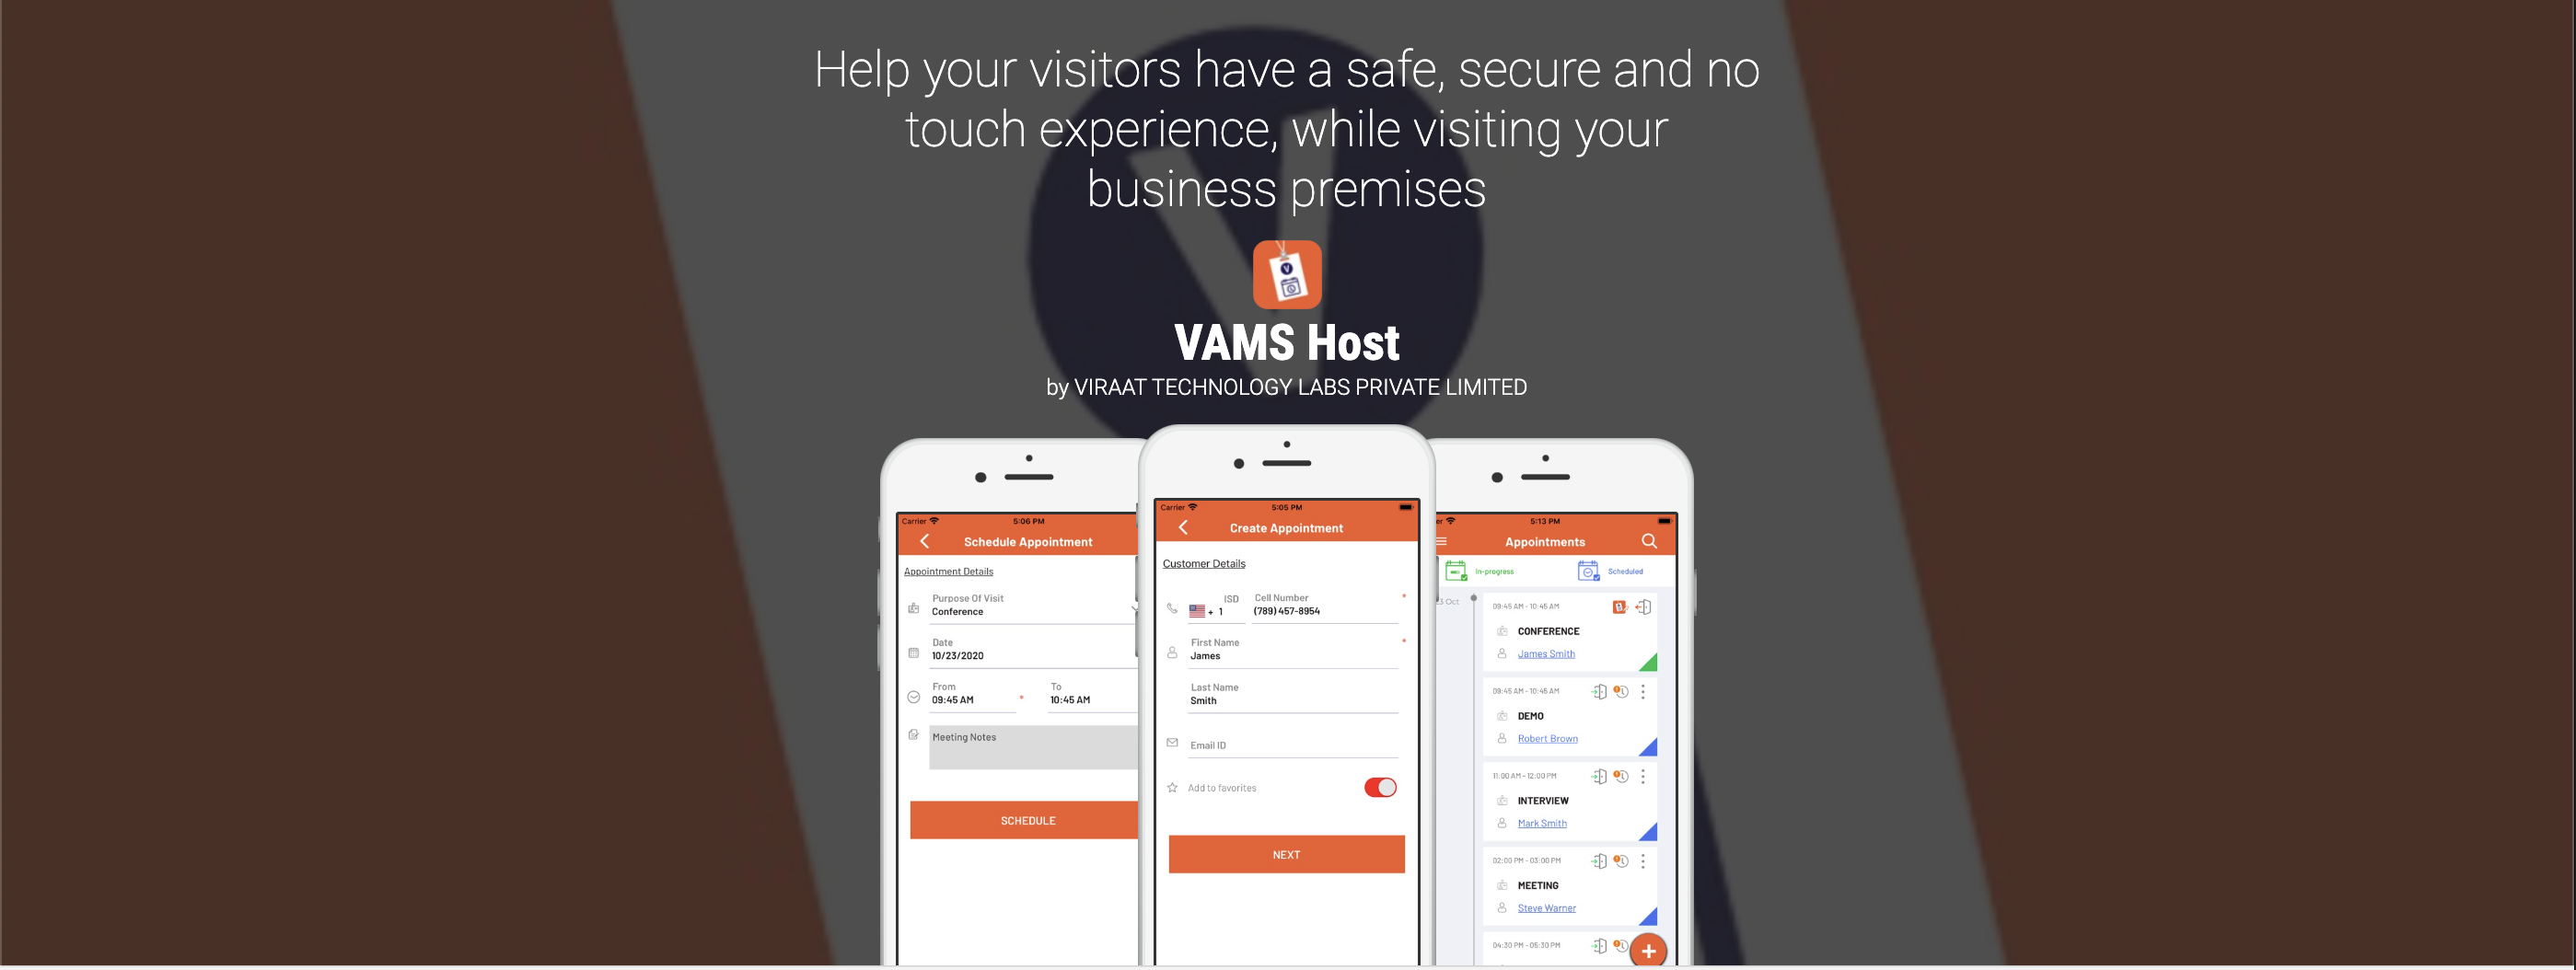 Help your visitors have a safe, secure and no
touch experience, while visiting your
business premises
V
VAMS Host
by VIRAAT TECHNOLOGY LABS PRIVATE LIMITED
Carrier 5:06 PM
Schedule Appointment
Appointment Details
Purpose Of Visit
Conference
Date
10/23/2020
From To
09:45 AM * 10:45 AM
Meeting Notes
SCHEDULE
Carrier 5:05 PM
Create Appointment
Customer Details
ISD Cell Number *
+ 1 (789) 457-8954
First Name *
James
Last Name
Smith
Email ID
Add to favorites
NEXT
er 5:13 PM
Appointments
In-progress Scheduled
3 Oct
09:45 AM - 10:45 AM
CONFERENCE
James Smith
09:45 AM - 10:45 AM
DEMO
Robert Brown
11:00 AM - 12:00 PM
INTERVIEW
Mark Smith
02:00 PM - 03:00 PM
MEETING
Steve Warner
04:30 PM - 05:30 PM
+